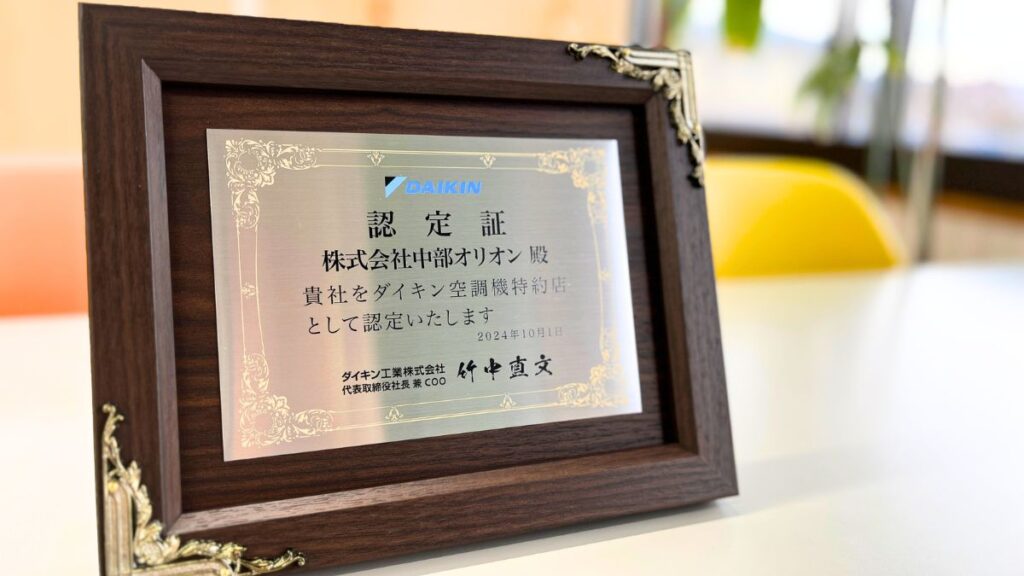 DAIKIN
認定証
株式会社中部オリオン 殿
貴社をダイキン空調機特約店
として認定いたします
2024年10月1日
ダイキン工業株式会社
代表取締役社長 兼 COO 竹中直文